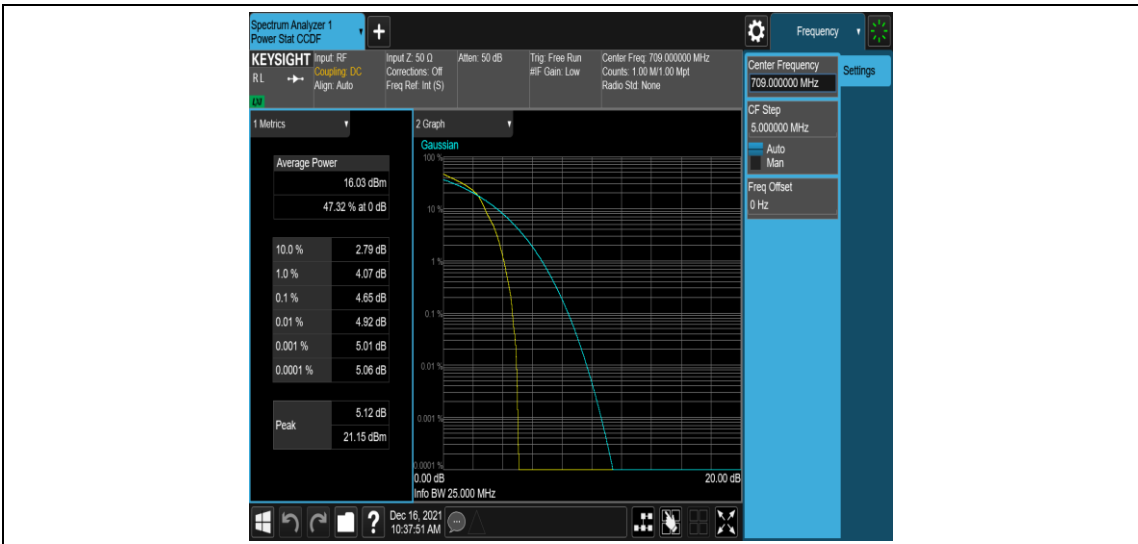 Spectrum Analyzer 1
Power Stat CCDF
+
Frequency
KEYSIGHT
RL
LXI
Input: RF
Coupling: DC
Align: Auto
Input Z: 50 Ω
Corrections: Off
Freq Ref: Int (S)
Atten: 50 dB
Trig: Free Run
#IF Gain: Low
Center Freq: 709.000000 MHz
Counts: 1.00 M/1.00 Mpt
Radio Std: None
Center Frequency
709.000000 MHz
Settings
CF Step
5.000000 MHz
Auto
Man
Freq Offset
0 Hz
1 Metrics
Average Power
16.03 dBm
47.32 % at 0 dB
10.0 % 2.79 dB
1.0 % 4.07 dB
0.1 % 4.65 dB
0.01 % 4.92 dB
0.001 % 5.01 dB
0.0001 % 5.06 dB
Peak
5.12 dB
21.15 dBm
2 Graph
Gaussian
100 %
10 %
1 %
0.1 %
0.01 %
0.001 %
0.0001 %
0.00 dB 20.00 dB
Info BW 25.000 MHz
?
Dec 16, 2021
10:37:51 AM